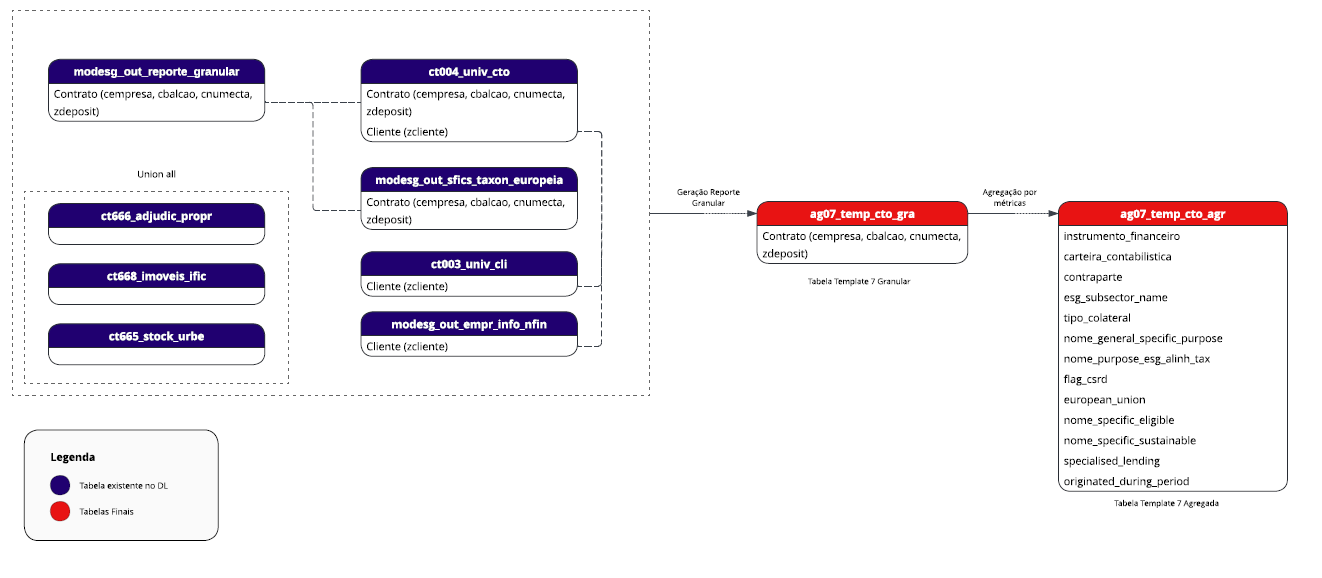 modesg_out_reporte_granular
Contrato (cempresa, cbalcao, cnumecta,
zdeposit)
ct004_univ_cto
Contrato (cempresa, cbalcao, cnumecta,
zdeposit)
Cliente (zcliente)
modesg_out_sfics_taxon_europeia
Contrato (cempresa, cbalcao, cnumecta,
zdeposit)
ct003_univ_cli
Cliente (zcliente)
modesg_out_empr_info_nfin
Cliente (zcliente)
Union all
ct666_adjudic_propr
ct668_imoveis_ific
ct665_stock_urbe
Geração Reporte
Granular
ag07_temp_cto_gra
Contrato (cempresa, cbalcao, cnumecta,
zdeposit)
Tabela Template 7 Granular
Agregação por
métricas
ag07_temp_cto_agr
instrumento_financeiro
carteira_contabilistica
contraparte
esg_subsector_name
tipo_colateral
nome_general_specific_purpose
nome_purpose_esg_alinh_tax
flag_csrd
european_union
nome_specific_eligible
nome_specific_sustainable
specialised_lending
originated_during_period
Tabela Template 7 Agregada
Legenda
Tabela existente no DL
Tabelas Finais